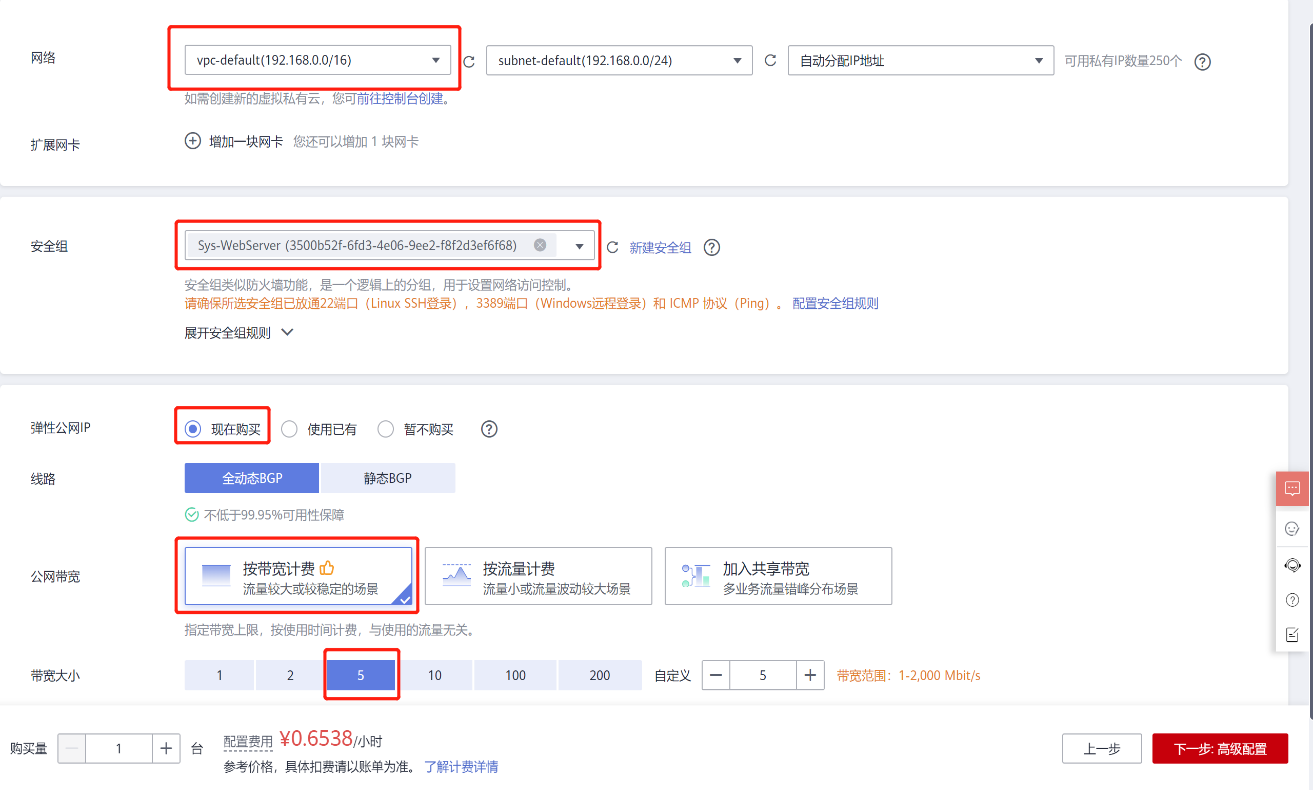 网络
vpc-default(192.168.0.0/16)
subnet-default(192.168.0.0/24)
自动分配IP地址
可用私有IP数量250个
如需创建新的虚拟私有云，您可前往控制台创建。
扩展网卡
增加一块网卡 您还可以增加 1 块网卡
安全组
Sys-WebServer (3500b52f-6fd3-4e06-9ee2-f8f2d3ef6f68)
新建安全组
安全组类似防火墙功能，是一个逻辑上的分组，用于设置网络访问控制。
请确保所选安全组已放通22端口（Linux SSH登录），3389端口（Windows远程登录）和 ICMP 协议（Ping）。 配置安全组规则
展开安全组规则
弹性公网IP
现在购买
使用已有
暂不购买
线路
全动态BGP
静态BGP
不低于99.95%可用性保障
公网带宽
按带宽计费
流量较大或较稳定的场景
按流量计费
流量小或流量波动较大场景
加入共享带宽
多业务流量错峰分布场景
指定带宽上限，按使用时间计费，与使用的流量无关。
带宽大小
1
2
5
10
100
200
自定义
5
带宽范围：1-2,000 Mbit/s
购买量
1
台
配置费用 ¥0.6538/小时
参考价格，具体扣费请以账单为准。 了解计费详情
上一步
下一步: 高级配置